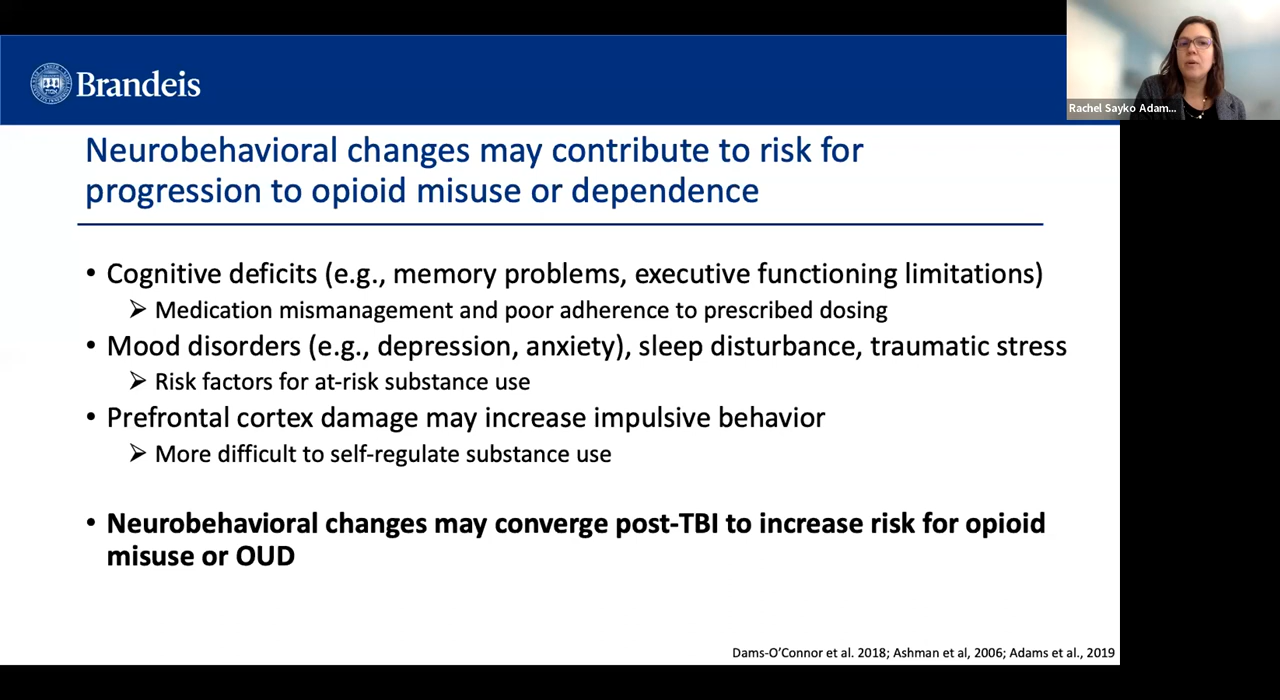 Brandeis
Rachel Sayko Adam...
Neurobehavioral changes may contribute to risk for
progression to opioid misuse or dependence
• Cognitive deficits (e.g., memory problems, executive functioning limitations)
➢ Medication mismanagement and poor adherence to prescribed dosing
• Mood disorders (e.g., depression, anxiety), sleep disturbance, traumatic stress
➢ Risk factors for at-risk substance use
• Prefrontal cortex damage may increase impulsive behavior
➢ More difficult to self-regulate substance use
• Neurobehavioral changes may converge post-TBI to increase risk for opioid
misuse or OUD
Dams-O’Connor et al. 2018; Ashman et al, 2006; Adams et al., 2019